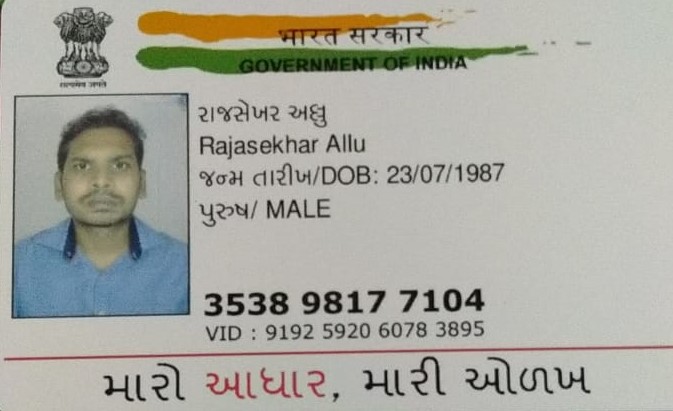 सत्यमेव जयते
भारत सरकार
GOVERNMENT OF INDIA
રાજસેખર અલ્લુ
Rajasekhar Allu
જન્મ તારીખ/DOB: 23/07/1987
પુરુષ/ MALE
3538 9817 7104
VID : 9192 5920 6078 3895
મારો આધાર, મારી ઓળખ